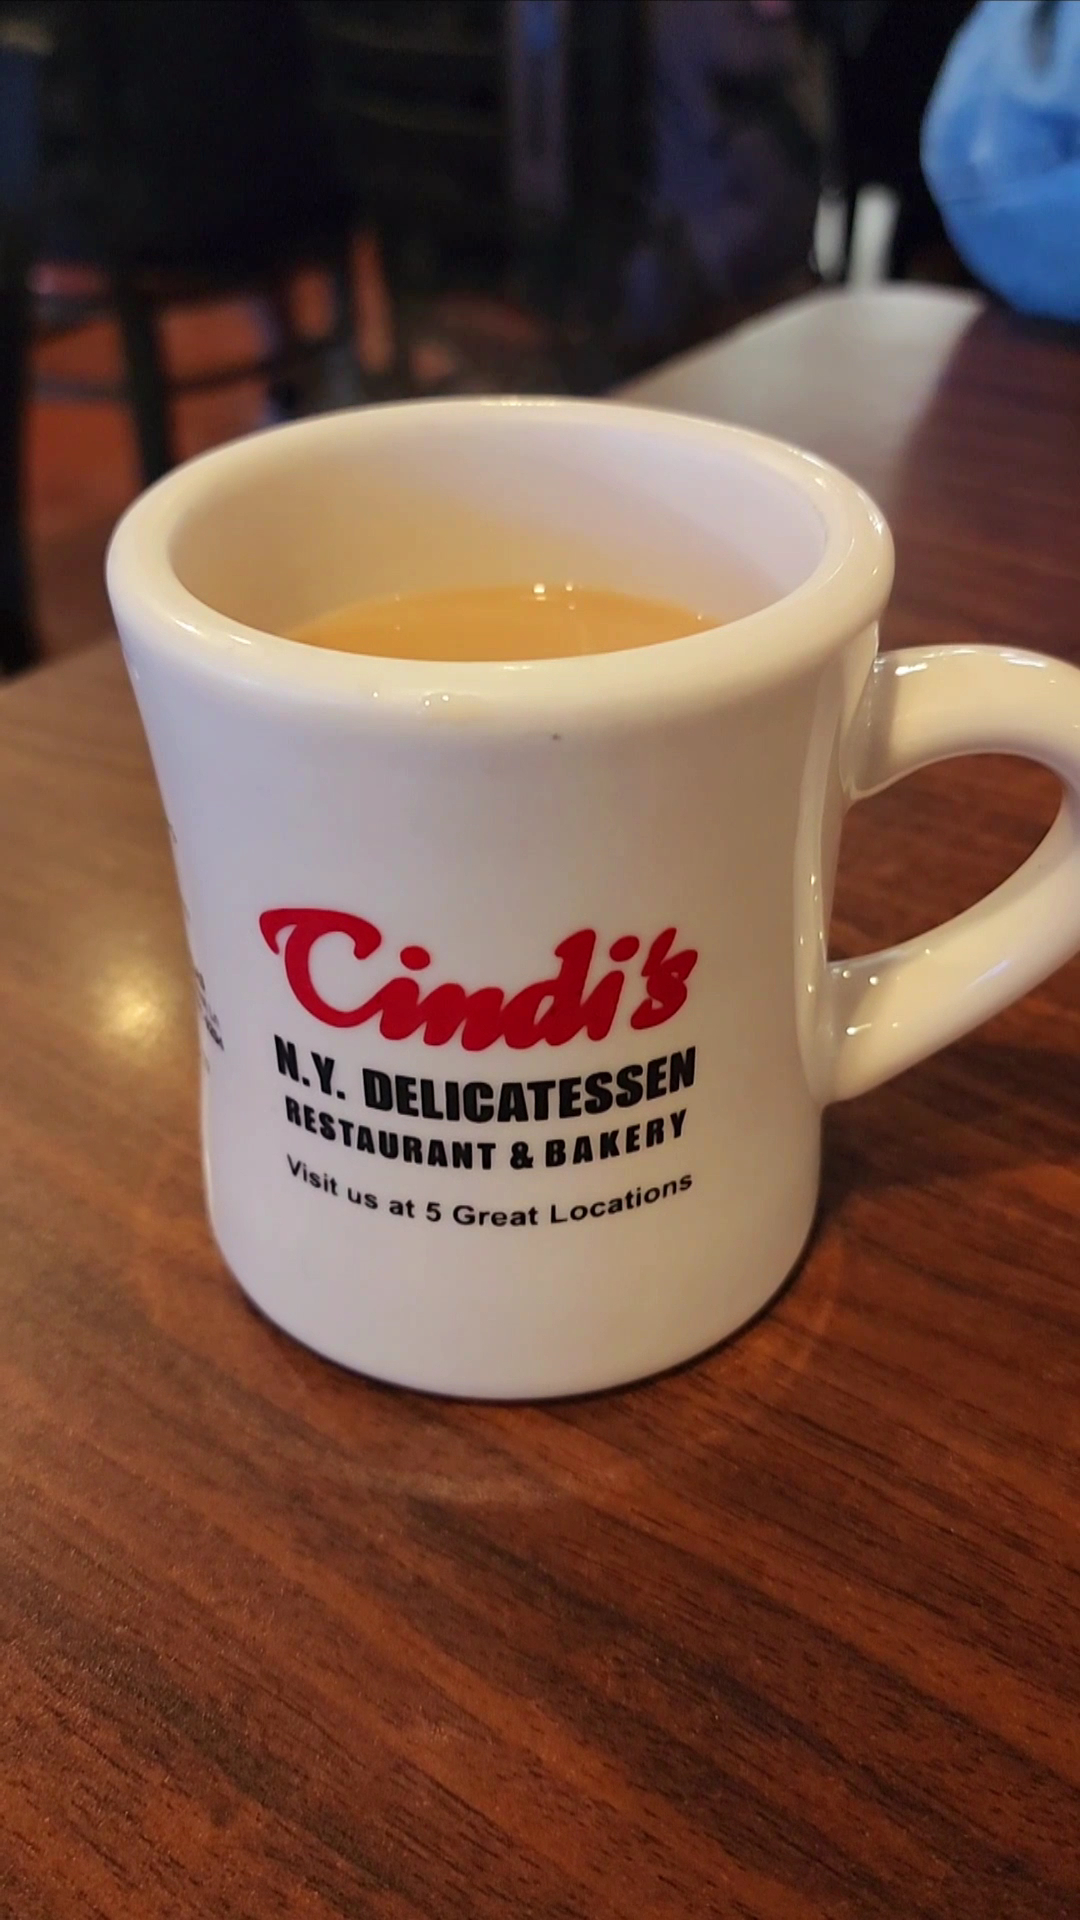 Cindi's
N.Y. DELICATESSEN
RESTAURANT & BAKERY
Visit us at 5 Great Locations